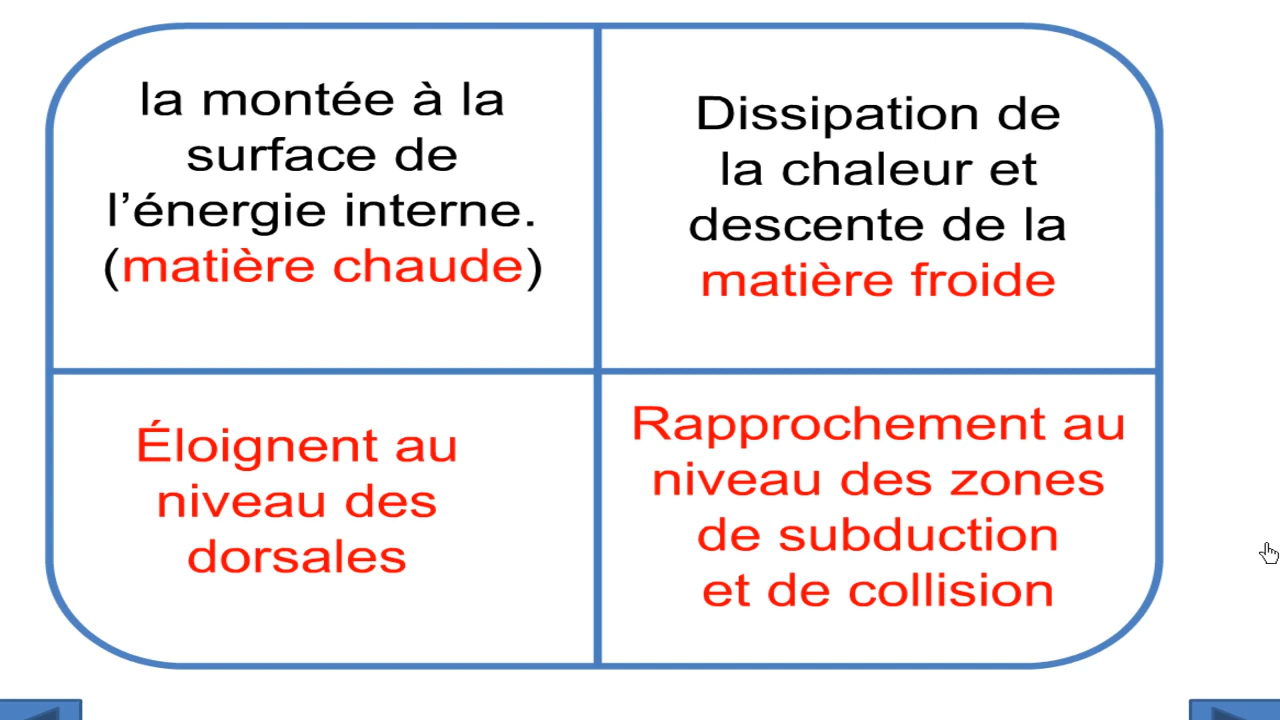 la montée à la
surface de
l’énergie interne.
(matière chaude)
Dissipation de
la chaleur et
descente de la
matière froide
Éloignent au
niveau des
dorsales
Rapprochement au
niveau des zones
de subduction
et de collision